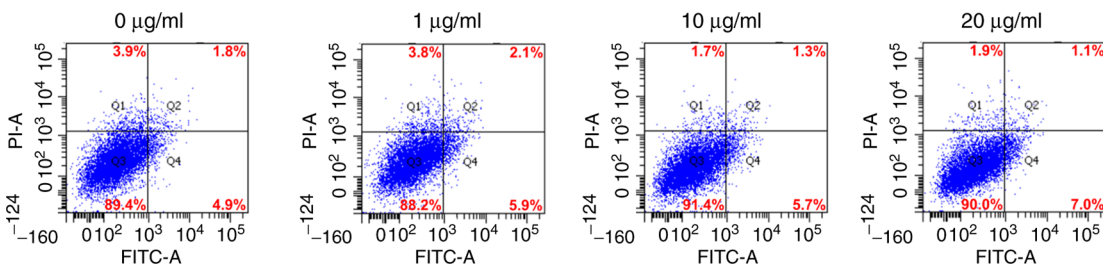 0 μg/ml
1 μg/ml
10 μg/ml
20 μg/ml
3.9%
1.8%
Q1
Q2
Q3
Q4
89.4%
4.9%
PI-A
10⁵
10⁴
10³
10²
0
−124
−160
0
10²
10³
10⁴
10⁵
FITC-A
3.8%
2.1%
Q1
Q2
Q3
Q4
88.2%
5.9%
PI-A
10⁵
10⁴
10³
10²
0
−124
−160
0
10²
10³
10⁴
10⁵
FITC-A
1.7%
1.3%
Q1
Q2
Q3
Q4
91.4%
5.7%
PI-A
10⁵
10⁴
10³
10²
0
−124
−160
0
10²
10³
10⁴
10⁵
FITC-A
1.9%
1.1%
Q1
Q2
Q3
Q4
90.0%
7.0%
PI-A
10⁵
10⁴
10³
10²
0
−124
−160
0
10²
10³
10⁴
10⁵
FITC-A